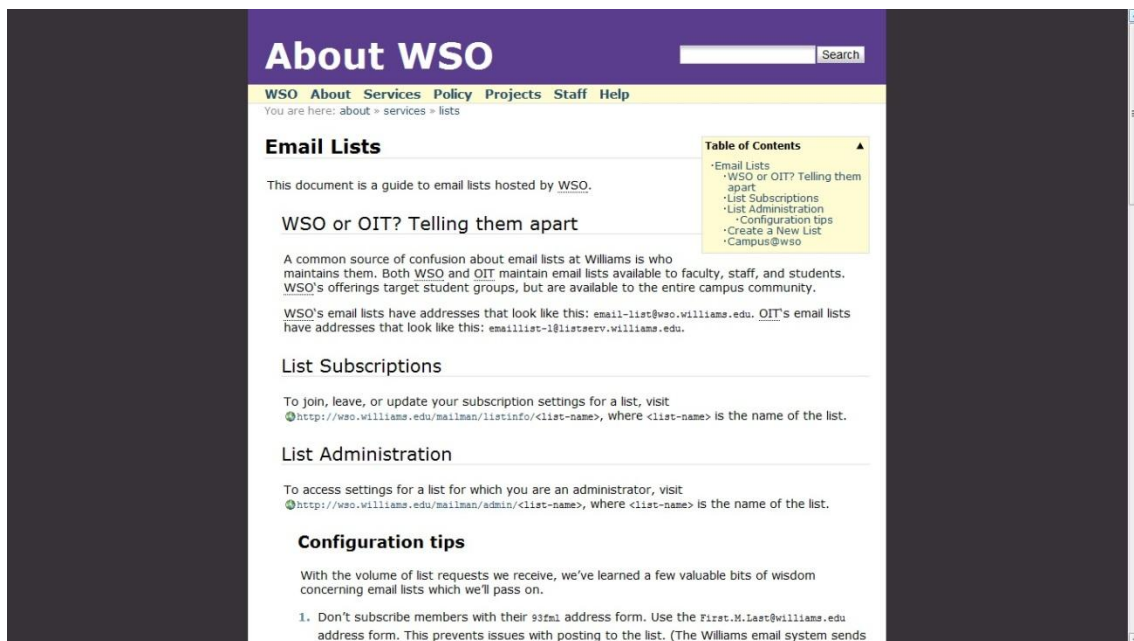 About WSO
Search
WSO About Services Policy Projects Staff Help
You are here: about » services » lists
Email Lists
Table of Contents ▲
·Email Lists
·WSO or OIT? Telling them
apart
·List Subscriptions
·List Administration
·Configuration tips
·Create a New List
·Campus@wso
This document is a guide to email lists hosted by WSO.
WSO or OIT? Telling them apart
A common source of confusion about email lists at Williams is who
maintains them. Both WSO and OIT maintain email lists available to faculty, staff, and students.
WSO's offerings target student groups, but are available to the entire campus community.
WSO's email lists have addresses that look like this: email-list@wso.williams.edu. OIT's email lists
have addresses that look like this: emaillist-l@listserv.williams.edu.
List Subscriptions
To join, leave, or update your subscription settings for a list, visit
http://wso.williams.edu/mailman/listinfo/<list-name>, where <list-name> is the name of the list.
List Administration
To access settings for a list for which you are an administrator, visit
http://wso.williams.edu/mailman/admin/<list-name>, where <list-name> is the name of the list.
Configuration tips
With the volume of list requests we receive, we've learned a few valuable bits of wisdom
concerning email lists which we'll pass on.
1. Don't subscribe members with their 93fml address form. Use the First.M.Last@williams.edu
address form. This prevents issues with posting to the list. (The Williams email system sends